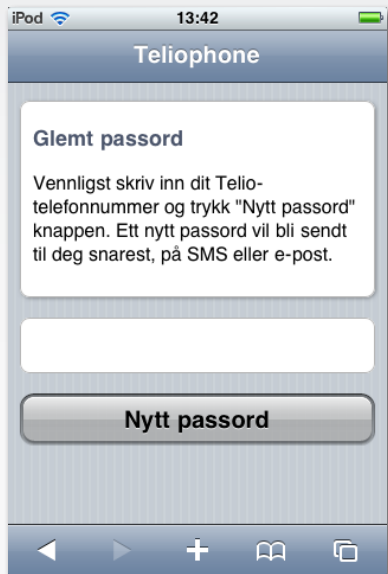 iPod 13:42
Teliophone
Glemt passord
Vennligst skriv inn dit Telio-
telefonnummer og trykk "Nytt passord"
knappen. Ett nytt passord vil bli sendt
til deg snarest, på SMS eller e-post.
Nytt passord